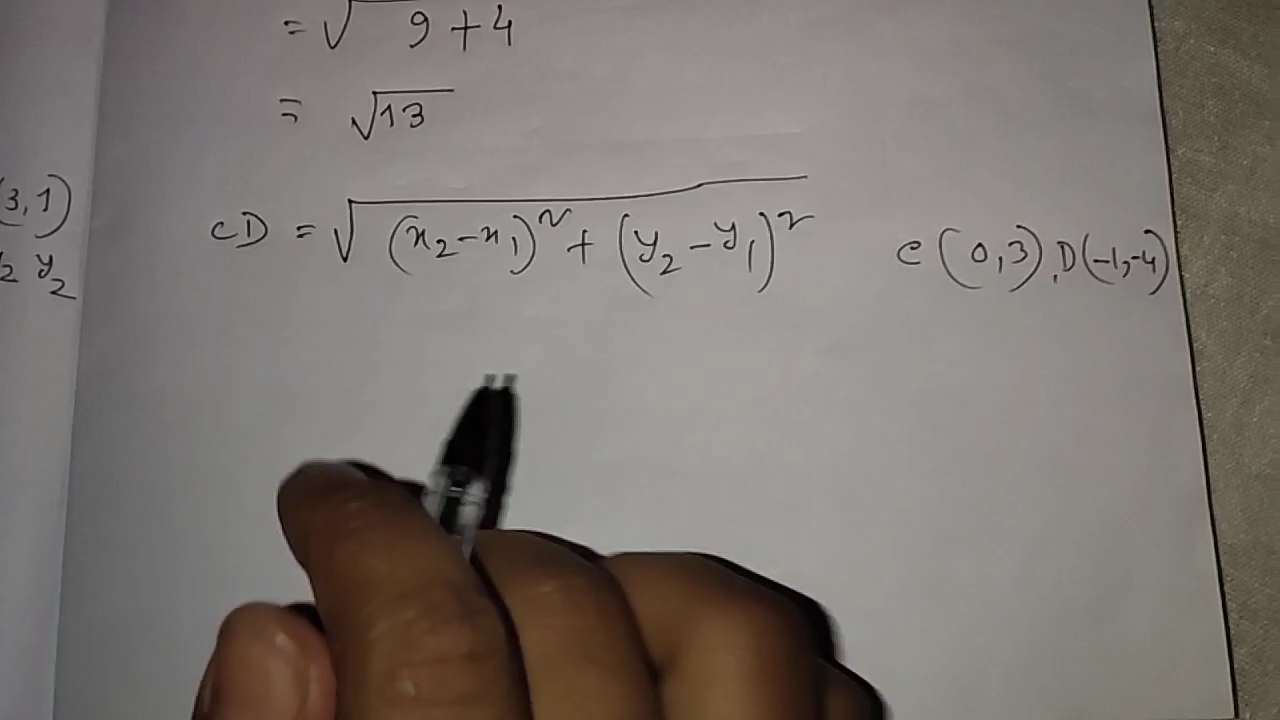 = √ 9 + 4
= √13
3, 1)
CD = √(x₂-x₁)² + (y₂-y₁)² C (0, 3), D(-1, -4)
2 y₂